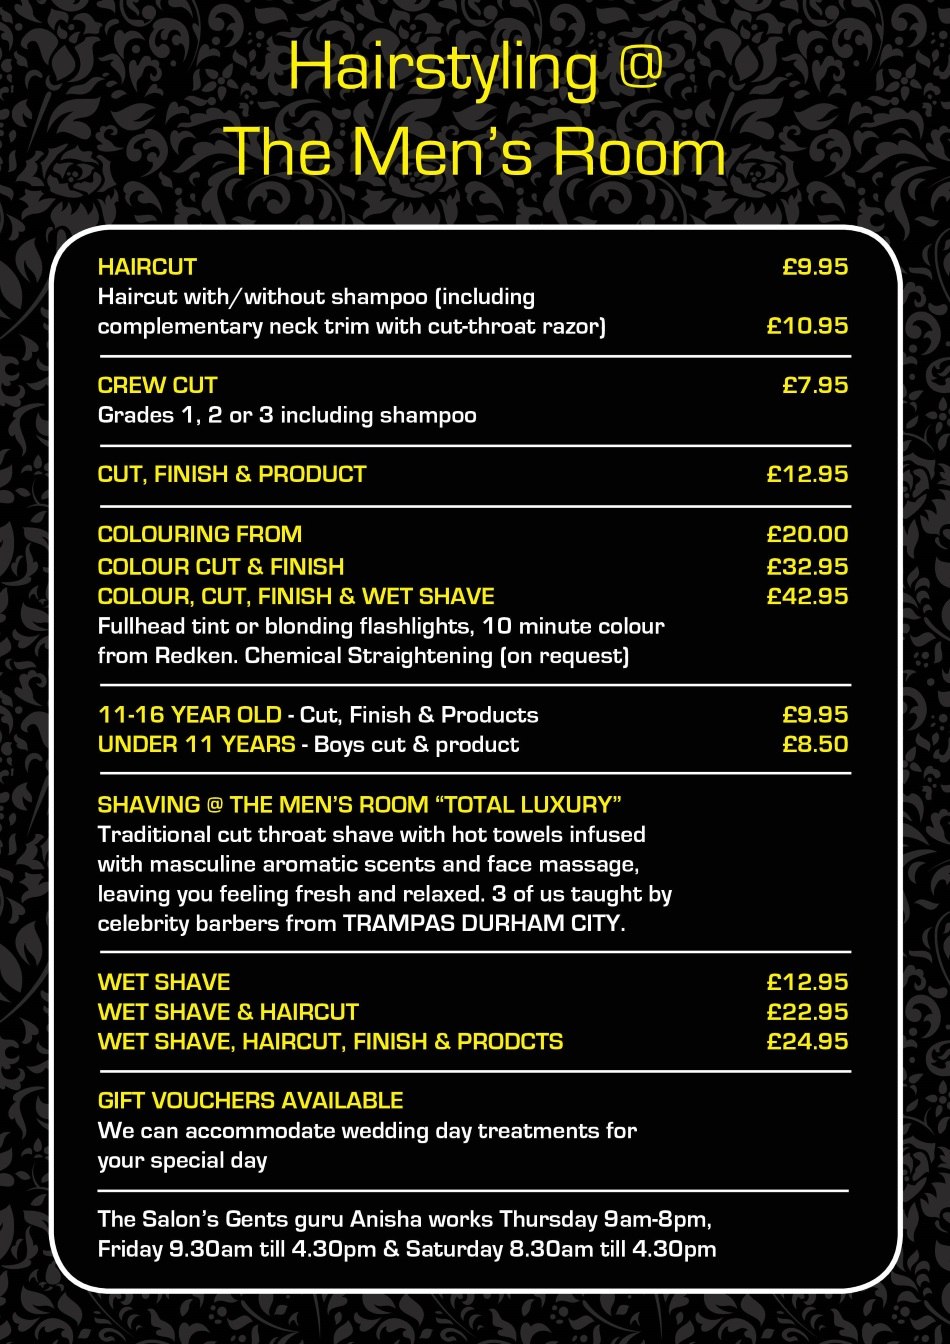 Hairstyling @
The Men's Room
HAIRCUT £9.95
Haircut with/without shampoo (including
complementary neck trim with cut-throat razor) £10.95
CREW CUT £7.95
Grades 1, 2 or 3 including shampoo
CUT, FINISH & PRODUCT £12.95
COLOURING FROM £20.00
COLOUR CUT & FINISH £32.95
COLOUR, CUT, FINISH & WET SHAVE £42.95
Fullhead tint or blonding flashlights, 10 minute colour
from Redken. Chemical Straightening (on request)
11-16 YEAR OLD - Cut, Finish & Products £9.95
UNDER 11 YEARS - Boys cut & product £8.50
SHAVING @ THE MEN'S ROOM “TOTAL LUXURY”
Traditional cut throat shave with hot towels infused
with masculine aromatic scents and face massage,
leaving you feeling fresh and relaxed. 3 of us taught by
celebrity barbers from TRAMPAS DURHAM CITY.
WET SHAVE £12.95
WET SHAVE & HAIRCUT £22.95
WET SHAVE, HAIRCUT, FINISH & PRODCTS £24.95
GIFT VOUCHERS AVAILABLE
We can accommodate wedding day treatments for
your special day
The Salon's Gents guru Anisha works Thursday 9am-8pm,
Friday 9.30am till 4.30pm & Saturday 8.30am till 4.30pm